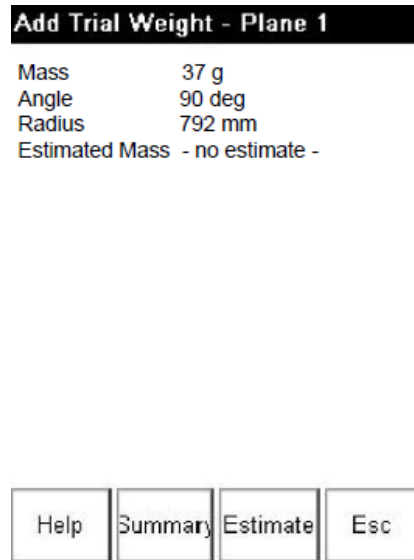 Add Trial Weight - Plane 1
Mass 37 g
Angle 90 deg
Radius 792 mm
Estimated Mass - no estimate -
Help Summary Estimate Esc